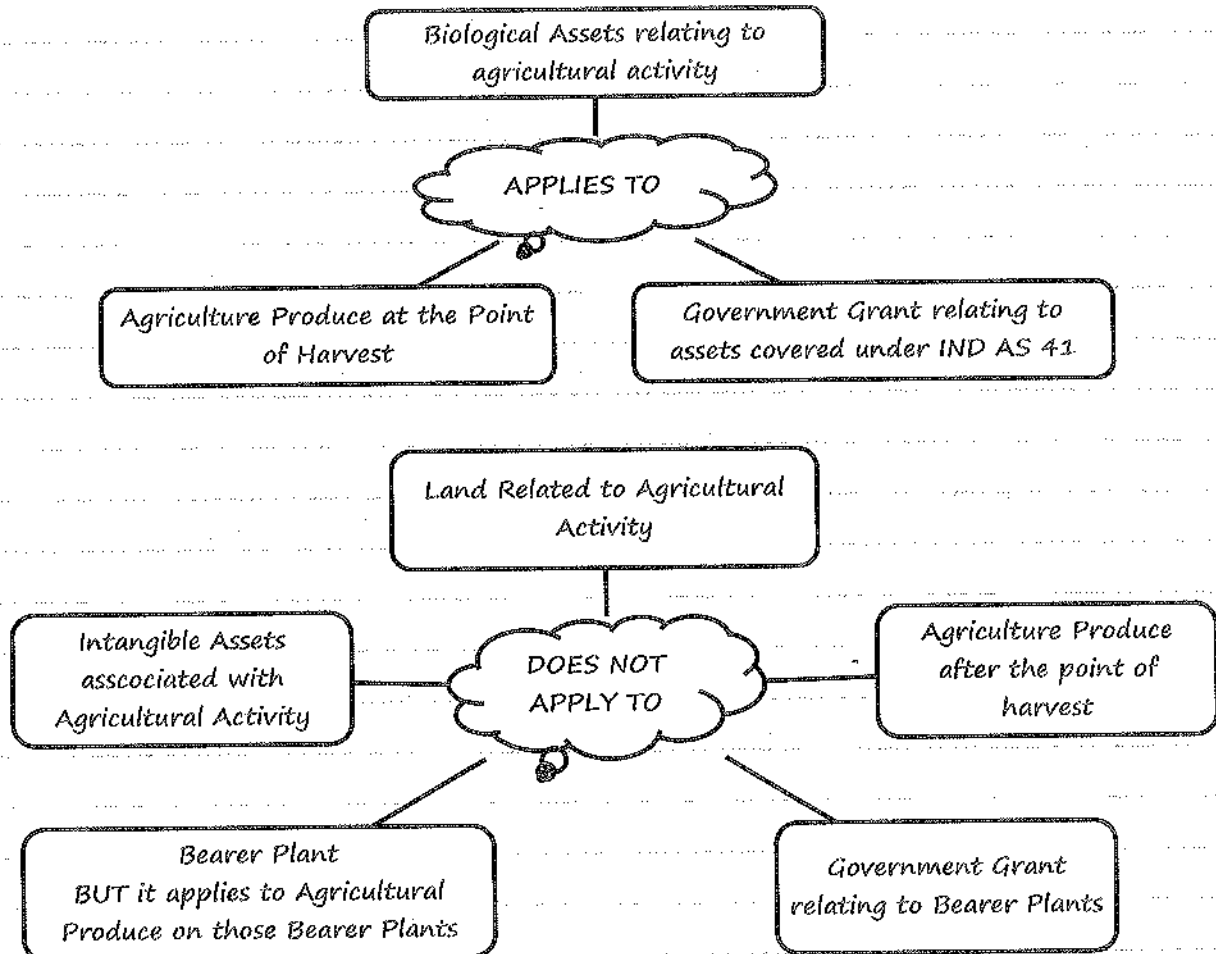 Biological Assets relating to
agricultural activity
APPLIES TO
Agriculture Produce at the Point
of Harvest
Government Grant relating to
assets covered under IND AS 41
Land Related to Agricultural
Activity
Intangible Assets
asscociated with
Agricultural Activity
DOES NOT
APPLY TO
Agriculture Produce
after the point of
harvest
Bearer Plant
BUT it applies to Agricultural
Produce on those Bearer Plants
Government Grant
relating to Bearer Plants